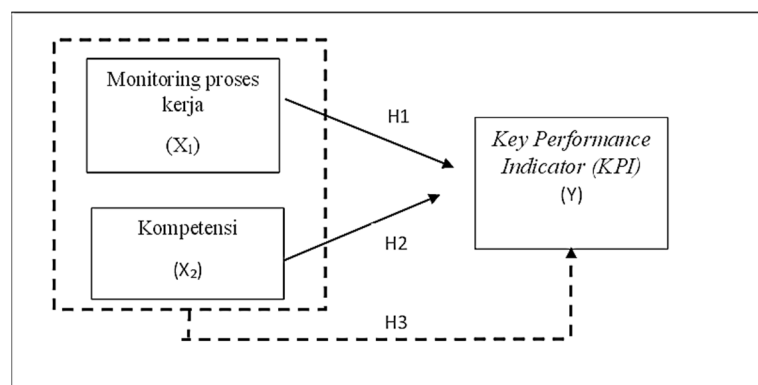 Monitoring proses
kerja
(X₁)
H1
Key Performance
Indicator (KPI)
(Y)
Kompetensi
(X₂)
H2
H3